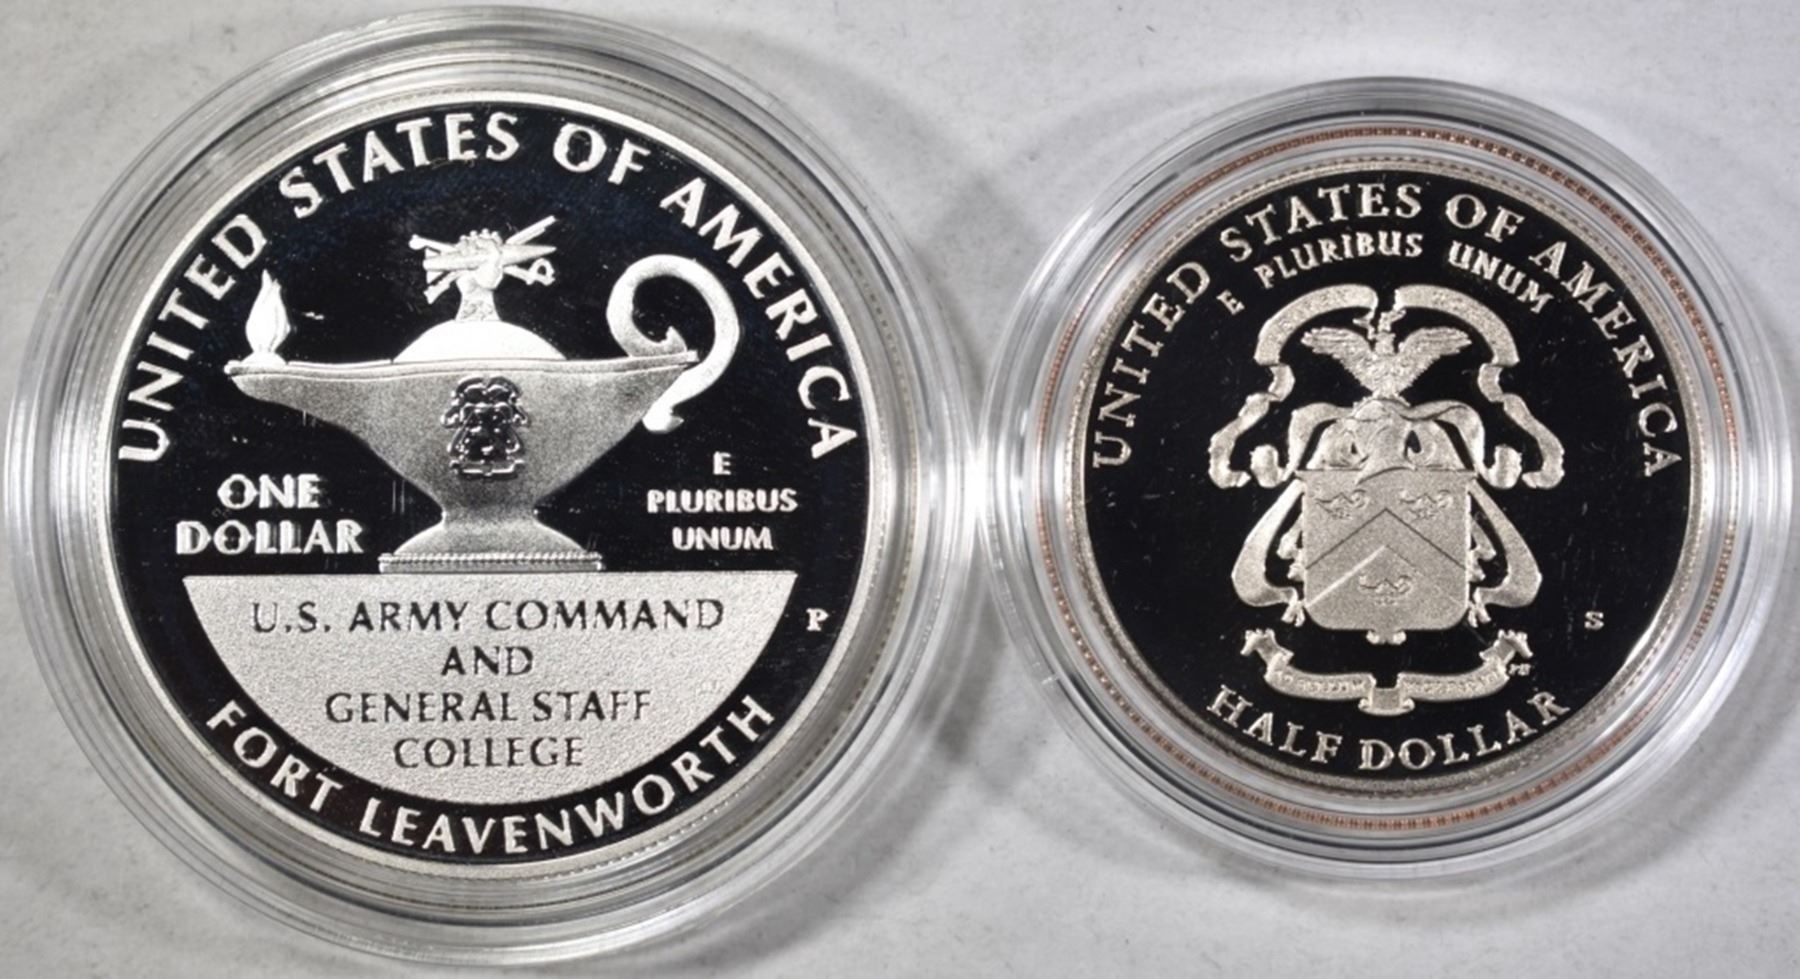 UNITED STATES OF AMERICA
ONE
DOLLAR
E
PLURIBUS
UNUM
U.S. ARMY COMMAND
AND
GENERAL STAFF
COLLEGE
P
FORT LEAVENWORTH
UNITED STATES OF AMERICA
E PLURIBUS UNUM
S
HALF DOLLAR